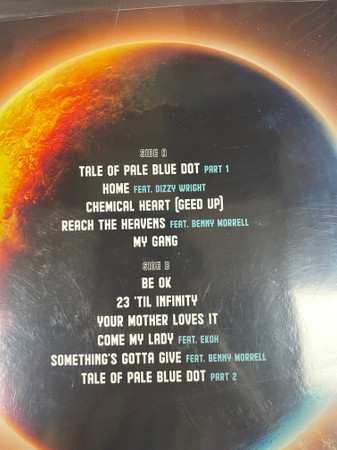 SIDE A
TALE OF PALE BLUE DOT PART 1
HOME FEAT. DIZZY WRIGHT
CHEMICAL HEART (GEED UP)
REACH THE HEAVENS FEAT. BENNY MORRELL
MY GANG
SIDE B
BE OK
23 'TIL INFINITY
YOUR MOTHER LOVES IT
COME MY LADY FEAT. EKOH
SOMETHING'S GOTTA GIVE FEAT. BENNY MORRELL
TALE OF PALE BLUE DOT PART 2